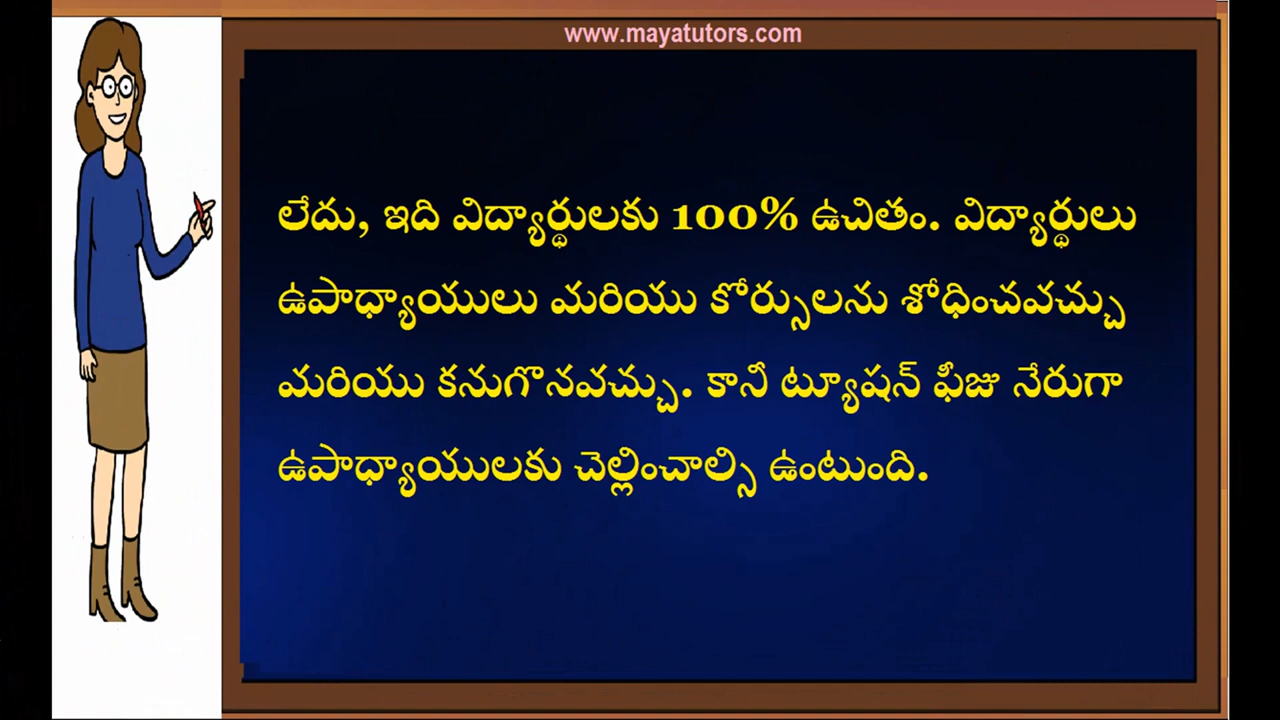 www.mayatutors.com
లేదు, ఇది విద్యార్థులకు 100% ఉచితం. విద్యార్థులు
ఉపాధ్యాయులు మరియు కోర్సులను శోధించవచ్చు
మరియు కనుగొనవచ్చు. కానీ ట్యూషన్ ఫీజు నేరుగా
ఉపాధ్యాయులకు చెల్లించాల్సి ఉంటుంది.